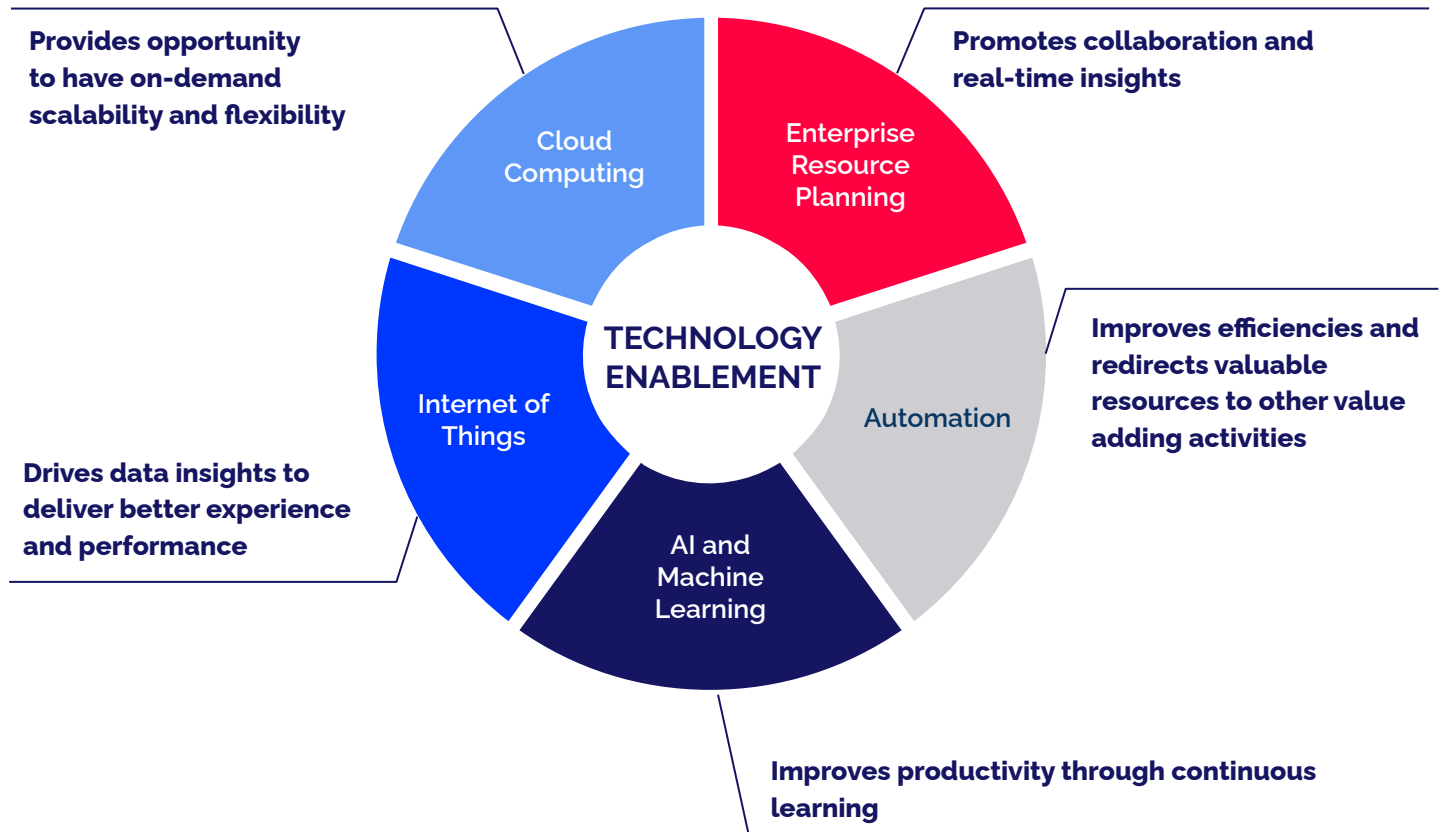 Provides opportunity
to have on-demand
scalability and flexibility
Promotes collaboration and
real-time insights
Cloud
Computing
Enterprise
Resource
Planning
TECHNOLOGY
ENABLEMENT
Improves efficiencies and
redirects valuable
resources to other value
adding activities
Internet of
Things
Automation
Drives data insights to
deliver better experience
and performance
AI and
Machine
Learning
Improves productivity through continuous
learning